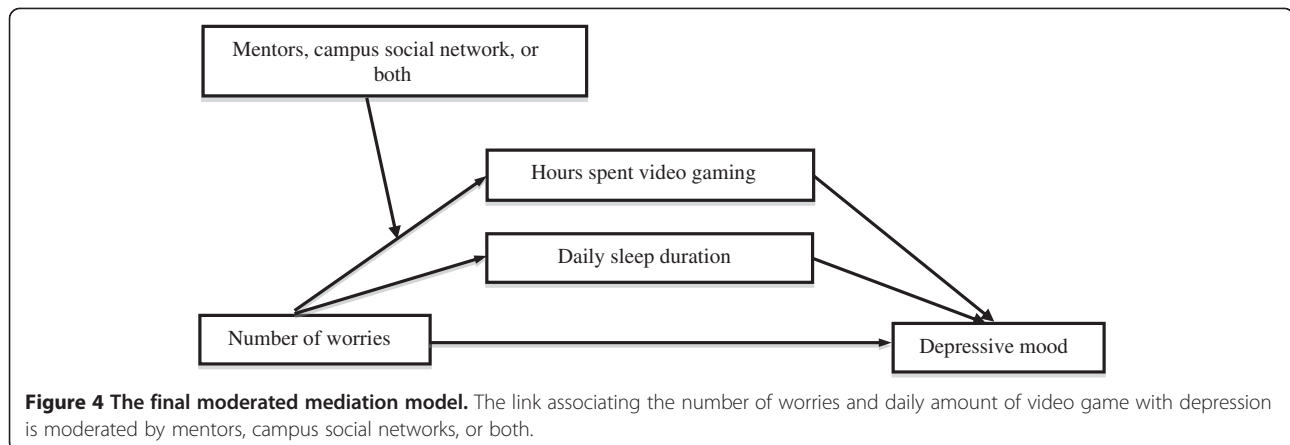 Mentors, campus social network, or
both
Hours spent video gaming
Daily sleep duration
Number of worries
Depressive mood
Figure 4 The final moderated mediation model. The link associating the number of worries and daily amount of video game with depression
is moderated by mentors, campus social networks, or both.